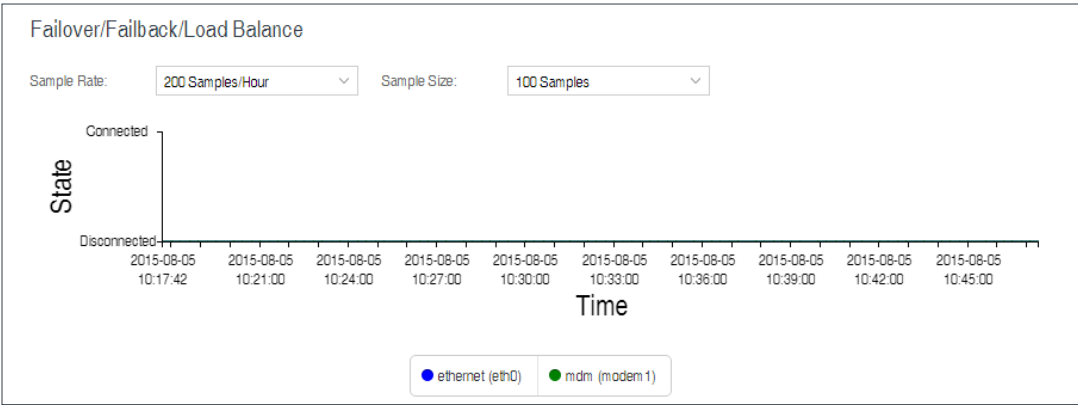 Failover/Failback/Load Balance
Sample Rate: 200 Samples/Hour Sample Size: 100 Samples
Connected
State
Disconnected
2015-08-05 2015-08-05 2015-08-05 2015-08-05 2015-08-05 2015-08-05 2015-08-05 2015-08-05 2015-08-05 2015-08-05
10:17:42 10:21:00 10:24:00 10:27:00 10:30:00 10:33:00 10:36:00 10:39:00 10:42:00 10:45:00
Time
ethernet (eth0) mdm (modem1)